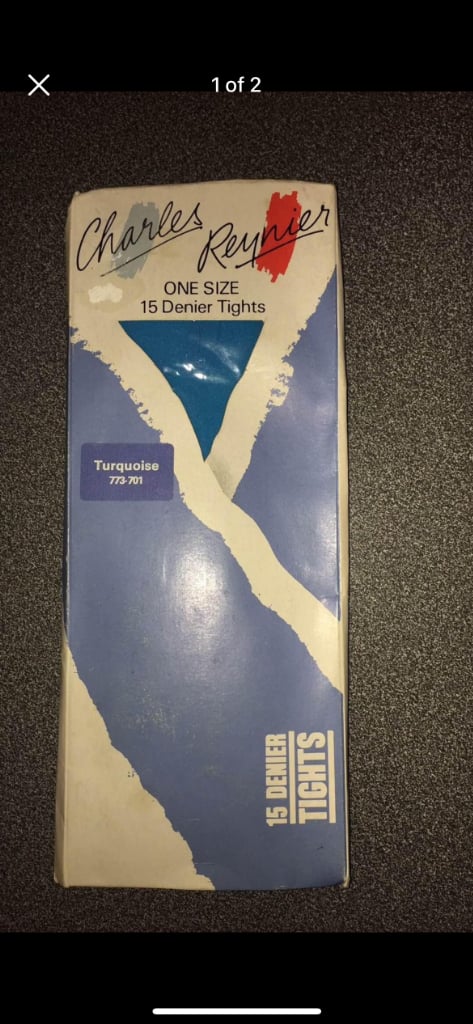 1 of 2
Charles Reynier
ONE SIZE
15 Denier Tights
Turquoise
773-701
15 DENIER
TIGHTS